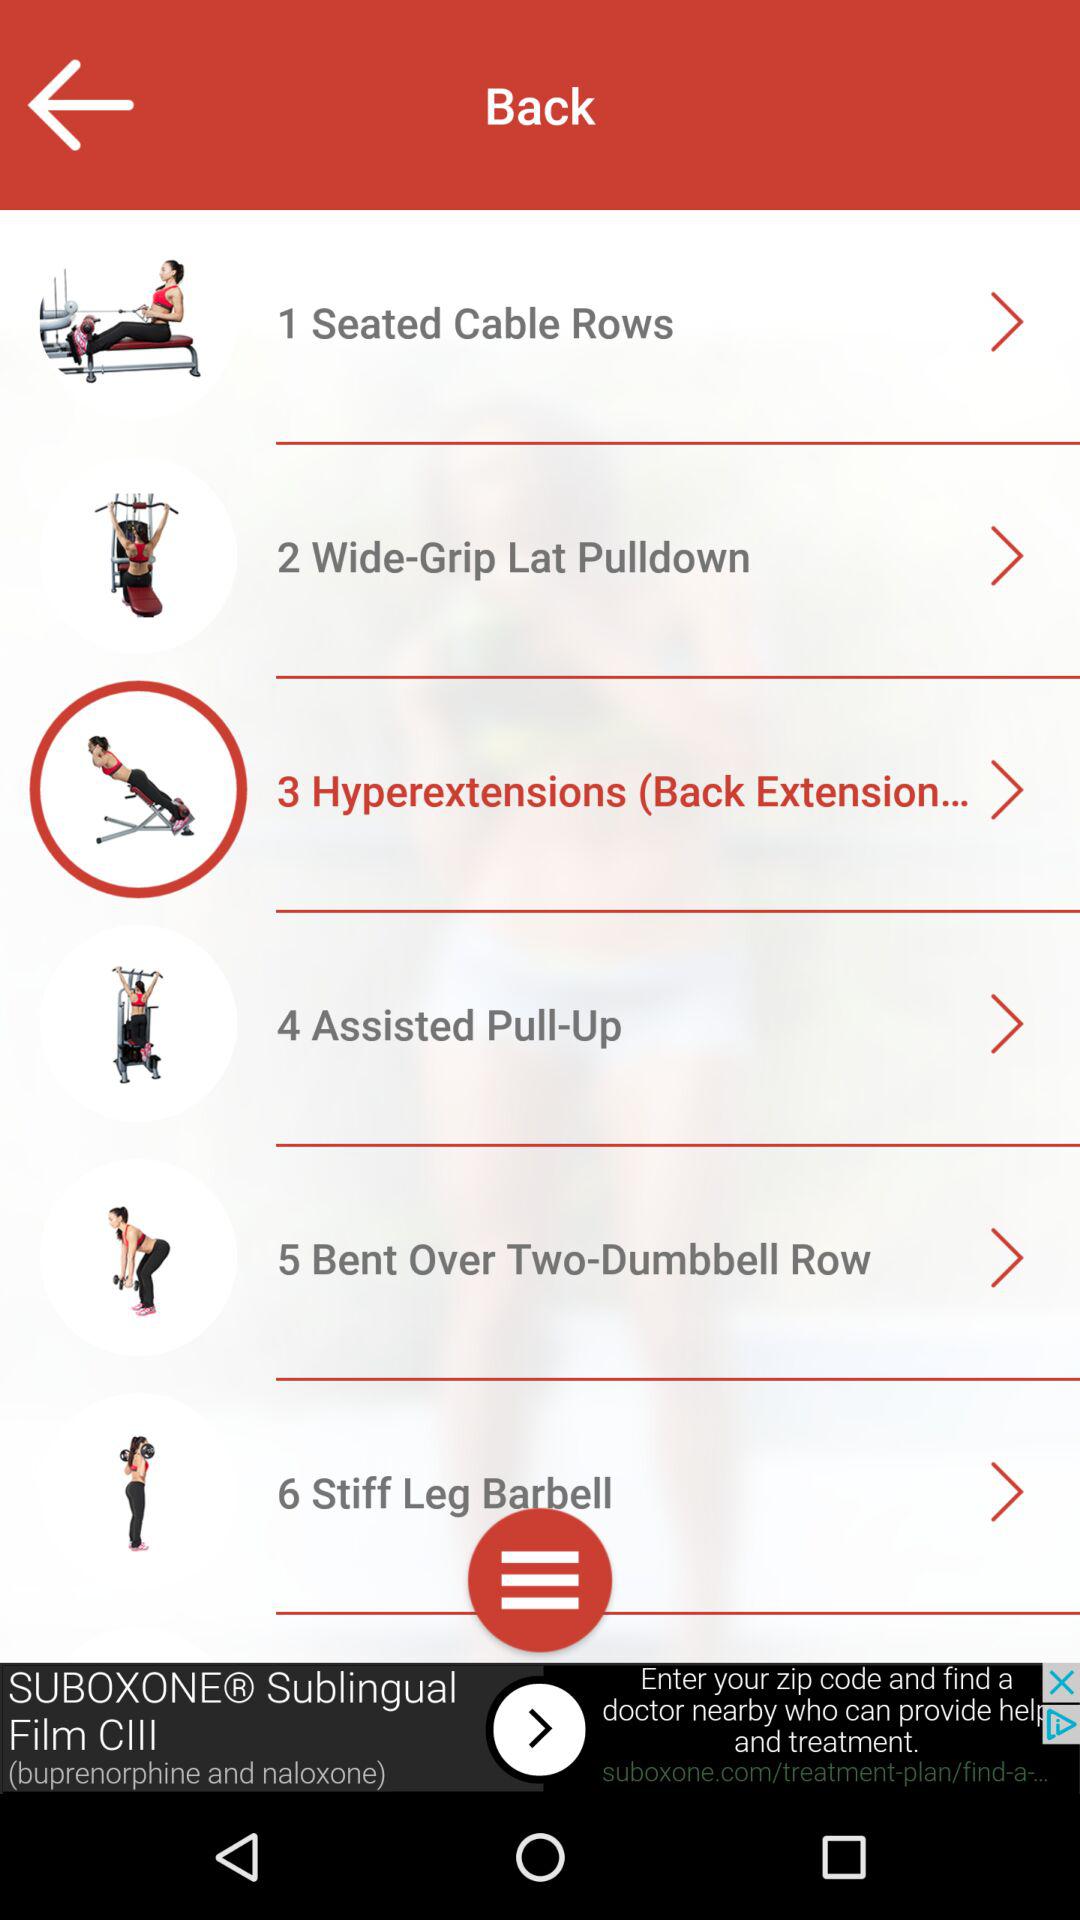 Back
1 Seated Cable Rows
2 Wide-Grip Lat Pulldown
3 Hyperextensions (Back Extension...
4 Assisted Pull-Up
5 Bent Over Two-Dumbbell Row
6 Stiff Leg Barbell
SUBOXONE® Sublingual
Film CIII
(buprenorphine and naloxone)
Enter your zip code and find a
doctor nearby who can provide help
and treatment.
suboxone.com/treatment-plan/find-a-...